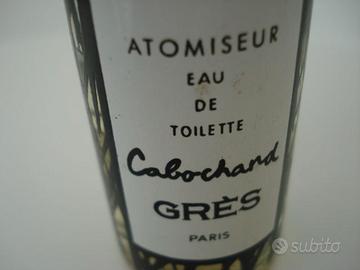 ATOMISEUR
EAU
DE
TOILETTE
Cabochard
GRÈS
PARIS
subito